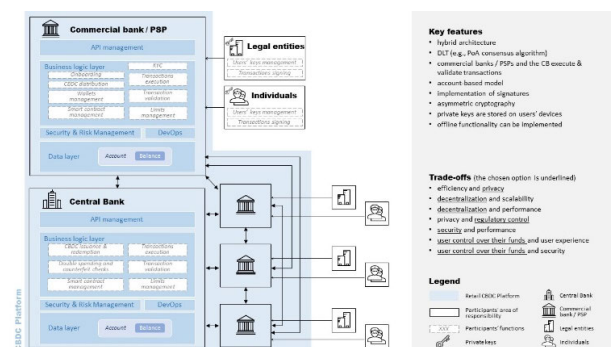 Commercial bank / PSP
API management
Business logic layer
Onboarding
KYC
CBDC distribution
Transactions execution
Wallets management
Transaction validation
Smart contract management
Limits management
Security & Risk Management
DevOps
Data layer
Account
Balance
Legal entities
Users' keys management
Transactions signing
Individuals
Users' keys management
Transactions signing
Central Bank
API management
Business logic layer
CBDC issuance & redemption
Transactions execution
Double spending and counterfeit checks
Transaction validation
Smart contract management
Limits management
Security & Risk Management
DevOps
Data layer
Account
Balance
CBDC Platform
Key features
• hybrid architecture
• DLT (e.g., PoA consensus algorithm)
• commercial banks / PSPs and the CB execute &
validate transactions
• account-based model
• implementation of signatures
• asymmetric cryptography
• private keys are stored on users' devices
• offline functionality can be implemented
Trade-offs (the chosen option is underlined)
• efficiency and privacy
• decentralization and scalability
• decentralization and performance
• privacy and regulatory control
• security and performance
• user control over their funds and user experience
• user control over their funds and security
Legend
Retail CBDC Platform
Central Bank
Participants' area of
responsibility
Commercial
bank / PSP
XXX
Participants' functions
Legal entities
Private keys
Individuals